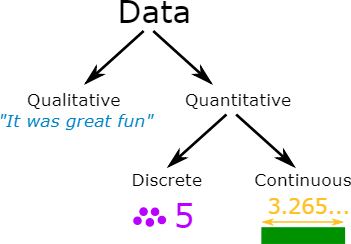 Data
Qualitative
Quantitative
"It was great fun"
Discrete
Continuous
5
3.265...